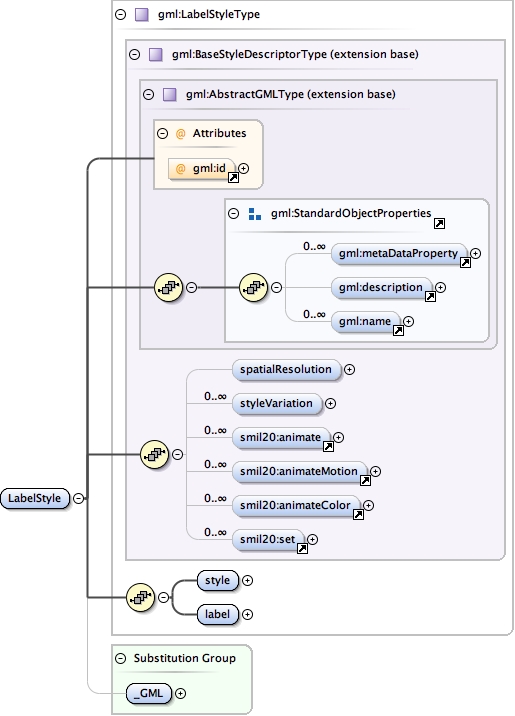 gml:LabelStyleType
gml:BaseStyleDescriptorType (extension base)
gml:AbstractGMLType (extension base)
@ Attributes
@ gml:id
gml:StandardObjectProperties
0..∞
gml:metaDataProperty
gml:description
0..∞
gml:name
spatialResolution
0..∞
styleVariation
0..∞
smil20:animate
0..∞
smil20:animateMotion
0..∞
smil20:animateColor
0..∞
smil20:set
LabelStyle
style
label
Substitution Group
_GML